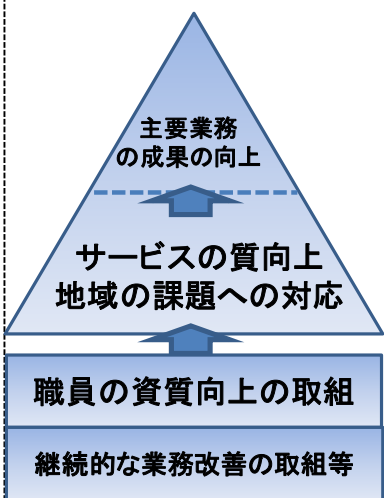 主要業務
の成果の向上
サービスの質向上
地域の課題への対応
職員の資質向上の取組
継続的な業務改善の取組等